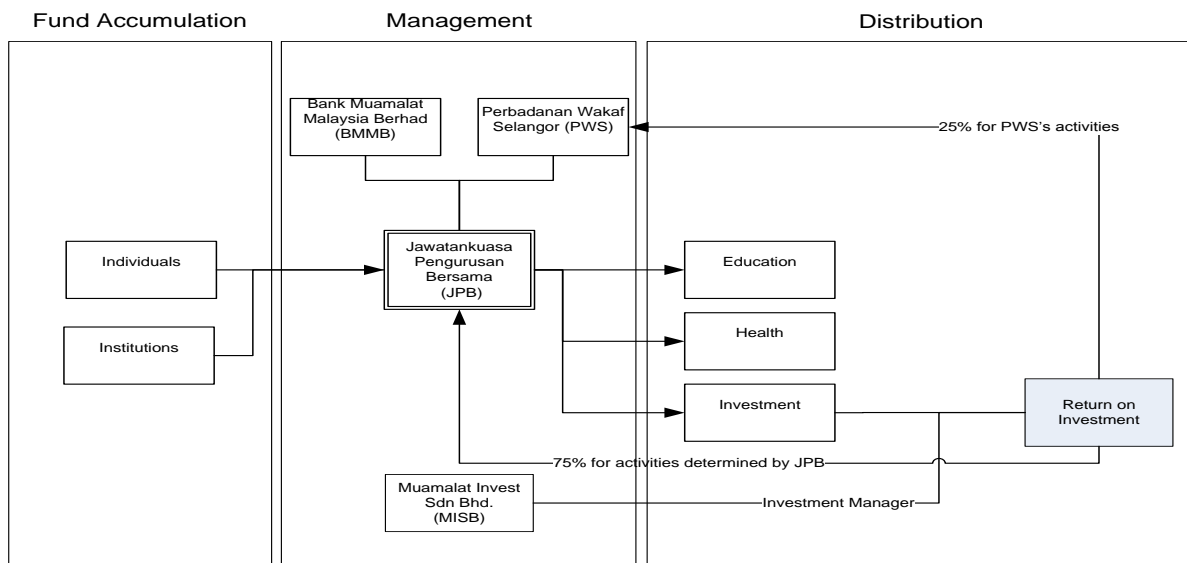 Fund Accumulation
Management
Distribution
Bank Muamalat
Malaysia Berhad
(BMMB)
Perbadanan Wakaf
Selangor (PWS)
25% for PWS's activities
Individuals
Jawatankuasa
Pengurusan
Bersama
(JPB)
Education
Institutions
Health
Investment
Return on
Investment
75% for activities determined by JPB
Muamalat Invest
Sdn Bhd.
(MISB)
Investment Manager